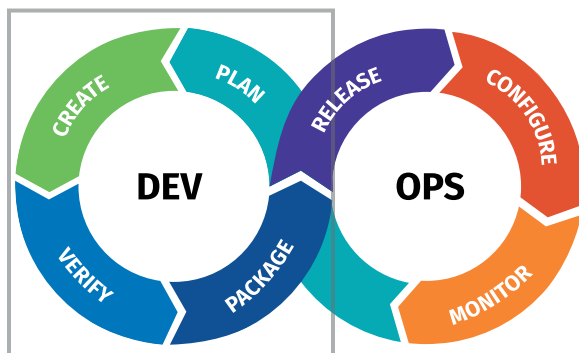 CREATE
PLAN
RELEASE
CONFIGURE
DEV
OPS
VERIFY
PACKAGE
MONITOR